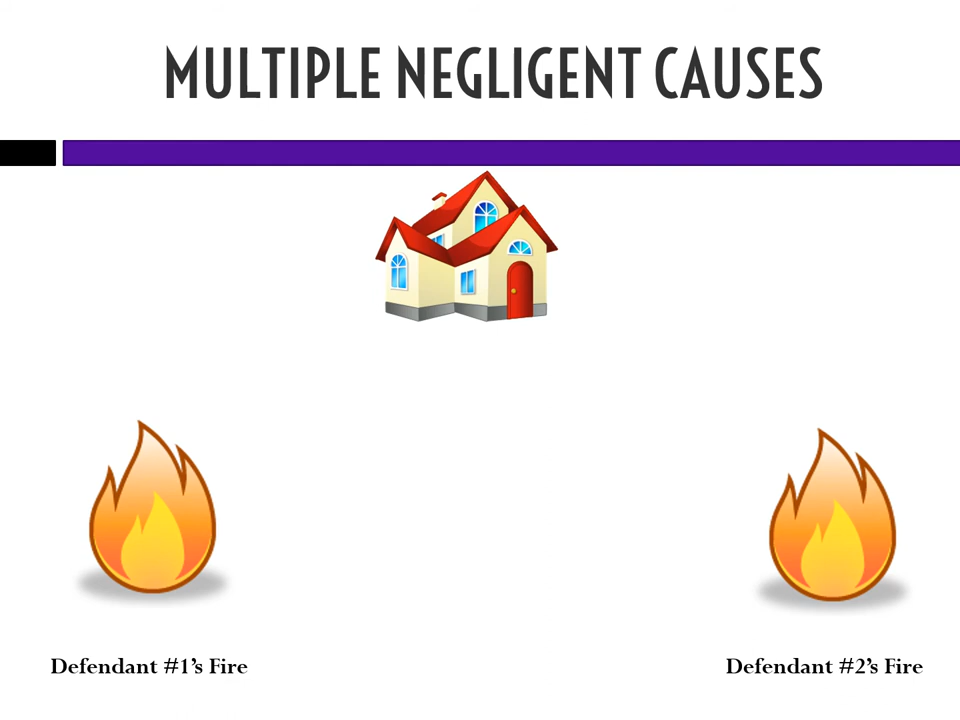 MULTIPLE NEGLIGENT CAUSES
Defendant #1’s Fire
Defendant #2’s Fire